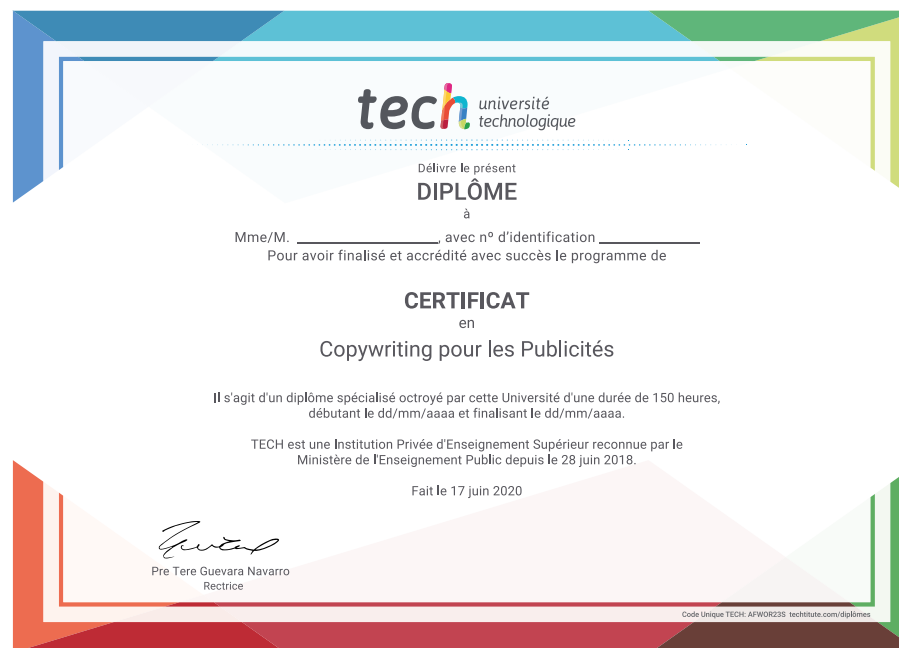 tech université
technologique
Délivre le présent
DIPLÔME
à
Mme/M. ____________________, avec nº d'identification ______________
Pour avoir finalisé et accrédité avec succès le programme de
CERTIFICAT
en
Copywriting pour les Publicités
Il s'agit d'un diplôme spécialisé octroyé par cette Université d'une durée de 150 heures,
débutant le dd/mm/aaaa et finalisant le dd/mm/aaaa.
TECH est une Institution Privée d'Enseignement Supérieur reconnue par le
Ministère de l'Enseignement Public depuis le 28 juin 2018.
Fait le 17 juin 2020
Pre Tere Guevara Navarro
Rectrice
Code Unique TECH: AFWOR23S techtitute.com/diplômes